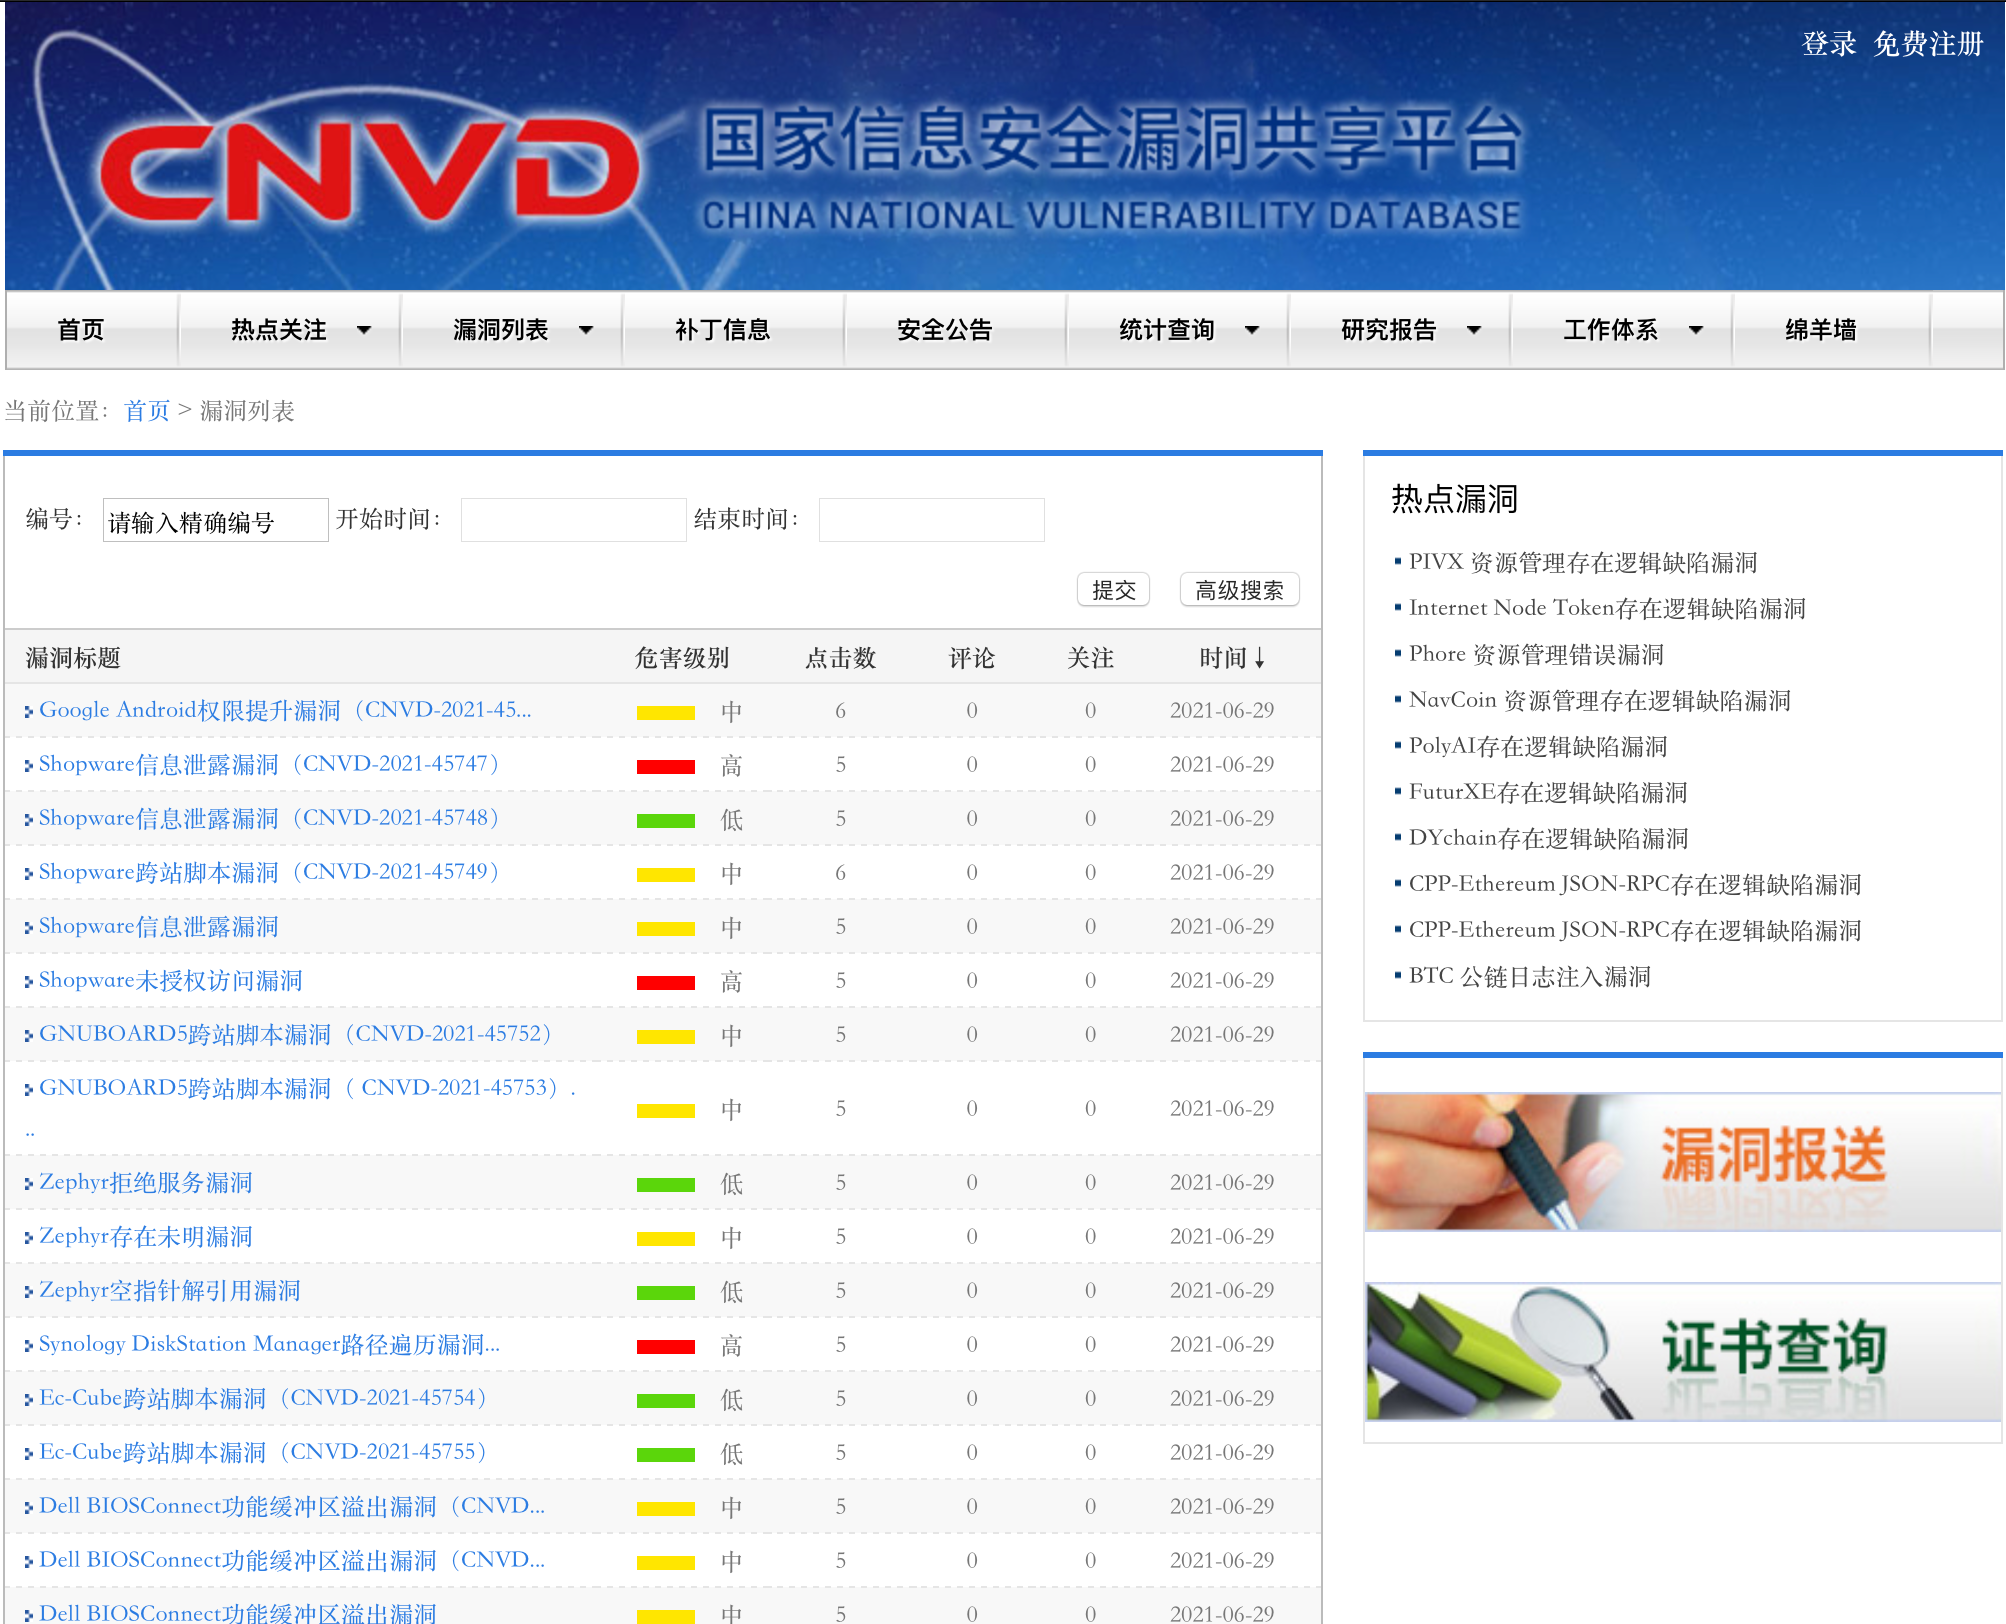 登录 免费注册
CNVD 国家信息安全漏洞共享平台
CHINA NATIONAL VULNERABILITY DATABASE
首页 热点关注 漏洞列表 补丁信息 安全公告 统计查询 研究报告 工作体系 绵羊墙
当前位置： 首页 > 漏洞列表
编号： 请输入精确编号 开始时间： 结束时间：
提交 高级搜索
漏洞标题 危害级别 点击数 评论 关注 时间↓
Google Android权限提升漏洞（CNVD-2021-45... 中 6 0 0 2021-06-29
Shopware信息泄露漏洞（CNVD-2021-45747） 高 5 0 0 2021-06-29
Shopware信息泄露漏洞（CNVD-2021-45748） 低 5 0 0 2021-06-29
Shopware跨站脚本漏洞（CNVD-2021-45749） 中 6 0 0 2021-06-29
Shopware信息泄露漏洞 中 5 0 0 2021-06-29
Shopware未授权访问漏洞 高 5 0 0 2021-06-29
GNUBOARD5跨站脚本漏洞（CNVD-2021-45752） 中 5 0 0 2021-06-29
GNUBOARD5跨站脚本漏洞（ CNVD-2021-45753）. 中 5 0 0 2021-06-29
..
Zephyr拒绝服务漏洞 低 5 0 0 2021-06-29
Zephyr存在未明漏洞 中 5 0 0 2021-06-29
Zephyr空指针解引用漏洞 低 5 0 0 2021-06-29
Synology DiskStation Manager路径遍历漏洞... 高 5 0 0 2021-06-29
Ec-Cube跨站脚本漏洞（CNVD-2021-45754） 低 5 0 0 2021-06-29
Ec-Cube跨站脚本漏洞（CNVD-2021-45755） 低 5 0 0 2021-06-29
Dell BIOSConnect功能缓冲区溢出漏洞（CNVD... 中 5 0 0 2021-06-29
Dell BIOSConnect功能缓冲区溢出漏洞（CNVD... 中 5 0 0 2021-06-29
Dell BIOSConnect功能缓冲区溢出漏洞 中 5 0 0 2021-06-29
热点漏洞
PIVX 资源管理存在逻辑缺陷漏洞
Internet Node Token存在逻辑缺陷漏洞
Phore 资源管理错误漏洞
NavCoin 资源管理存在逻辑缺陷漏洞
PolyAI存在逻辑缺陷漏洞
FuturXE存在逻辑缺陷漏洞
DYchain存在逻辑缺陷漏洞
CPP-Ethereum JSON-RPC存在逻辑缺陷漏洞
CPP-Ethereum JSON-RPC存在逻辑缺陷漏洞
BTC 公链日志注入漏洞
漏洞报送
证书查询